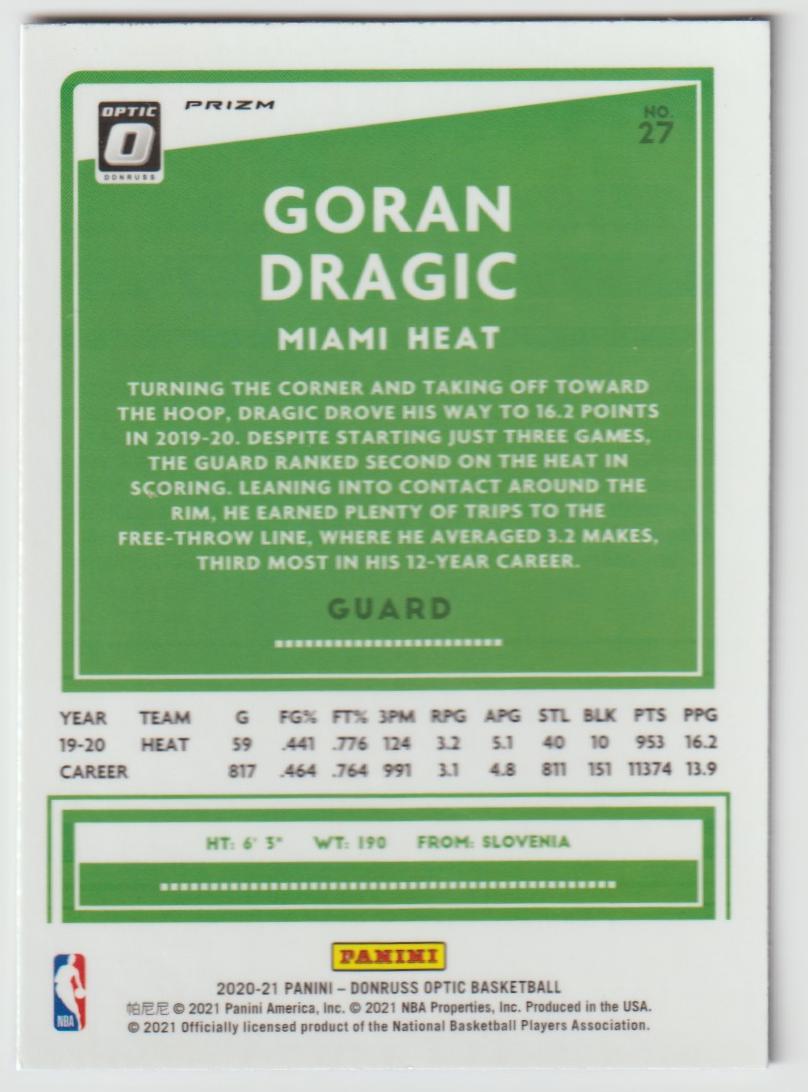 OPTIC
PRIZM
O
DONRUSS
NO.
27
GORAN
DRAGIC
MIAMI HEAT
TURNING THE CORNER AND TAKING OFF TOWARD
THE HOOP, DRAGIC DROVE HIS WAY TO 16.2 POINTS
IN 2019-20. DESPITE STARTING JUST THREE GAMES,
THE GUARD RANKED SECOND ON THE HEAT IN
SCORING. LEANING INTO CONTACT AROUND THE
RIM, HE EARNED PLENTY OF TRIPS TO THE
FREE-THROW LINE, WHERE HE AVERAGED 3.2 MAKES,
THIRD MOST IN HIS 12-YEAR CAREER.
GUARD
YEAR TEAM G FG% FT% 3PM RPG APG STL BLK PTS PPG
19-20 HEAT 59 .441 .776 124 3.2 5.1 40 10 953 16.2
CAREER 817 .464 .764 991 3.1 4.8 811 151 11374 13.9
HT: 6' 3" WT: 190 FROM: SLOVENIA
PANINI
2020-21 PANINI – DONRUSS OPTIC BASKETBALL
帕尼尼 © 2021 Panini America, Inc. © 2021 NBA Properties, Inc. Produced in the USA.
© 2021 Officially licensed product of the National Basketball Players Association.
NBA